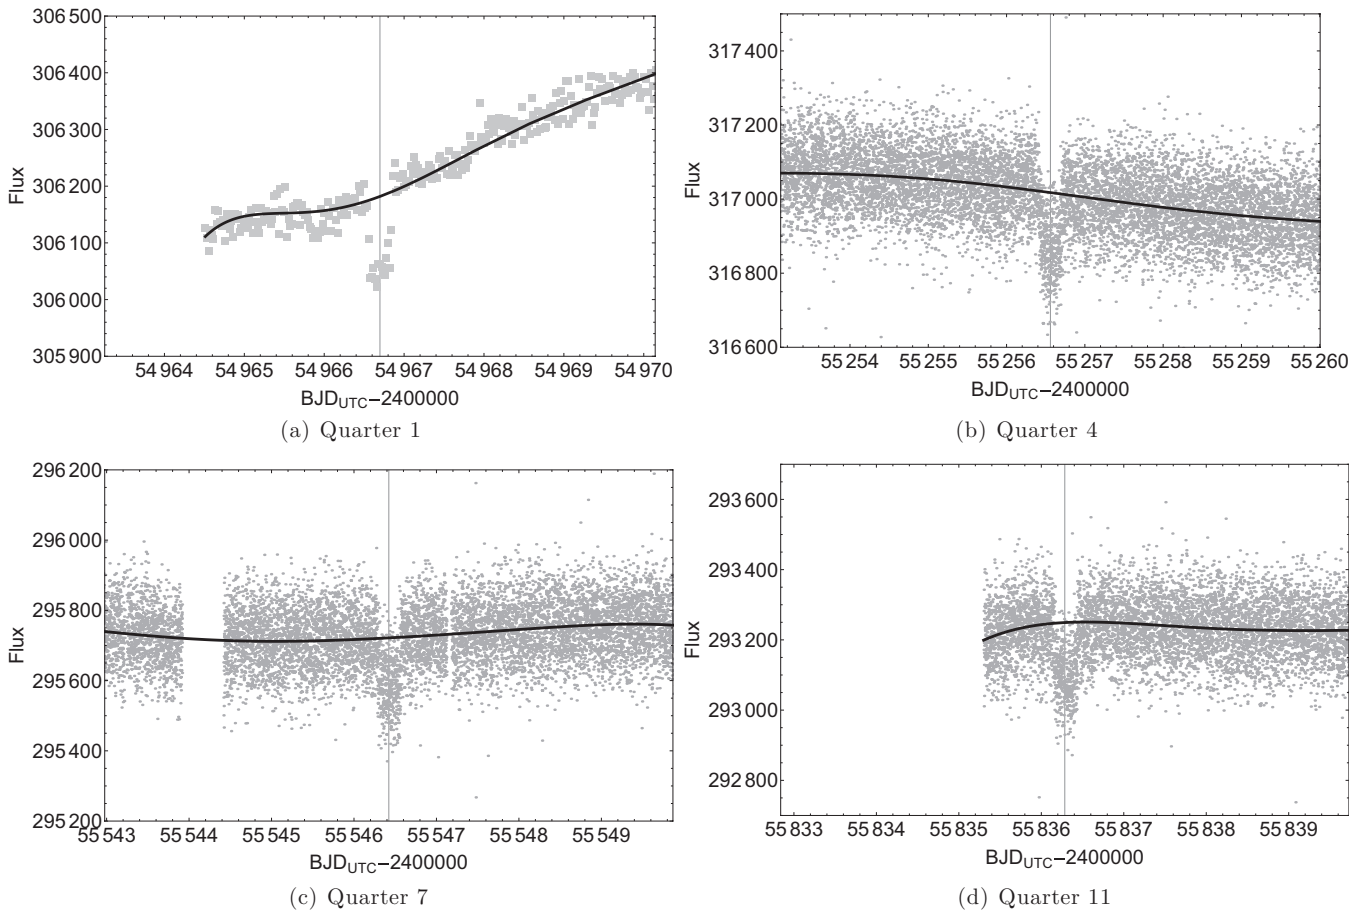 306 500
306 400
306 300
306 200
306 100
306 000
305 900
Flux
54 964 54 965 54 966 54 967 54 968 54 969 54 970
BJD_UTC−2400000
(a) Quarter 1
317 400
317 200
317 000
316 800
316 600
Flux
55 254 55 255 55 256 55 257 55 258 55 259 55 260
BJD_UTC−2400000
(b) Quarter 4
296 200
296 000
295 800
295 600
295 400
295 200
Flux
55 543 55 544 55 545 55 546 55 547 55 548 55 549
BJD_UTC−2400000
(c) Quarter 7
293 600
293 400
293 200
293 000
292 800
Flux
55 833 55 834 55 835 55 836 55 837 55 838 55 839
BJD_UTC−2400000
(d) Quarter 11